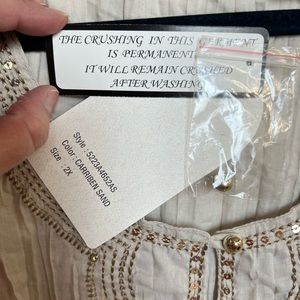 THE CRUSHING IN THIS GARMENT
IS PERMANENT
IT WILL REMAIN CRUSHED
AFTER WASHING
Style : 5223A4652AS
Color : CARRIBEN SAND
Size : 2X